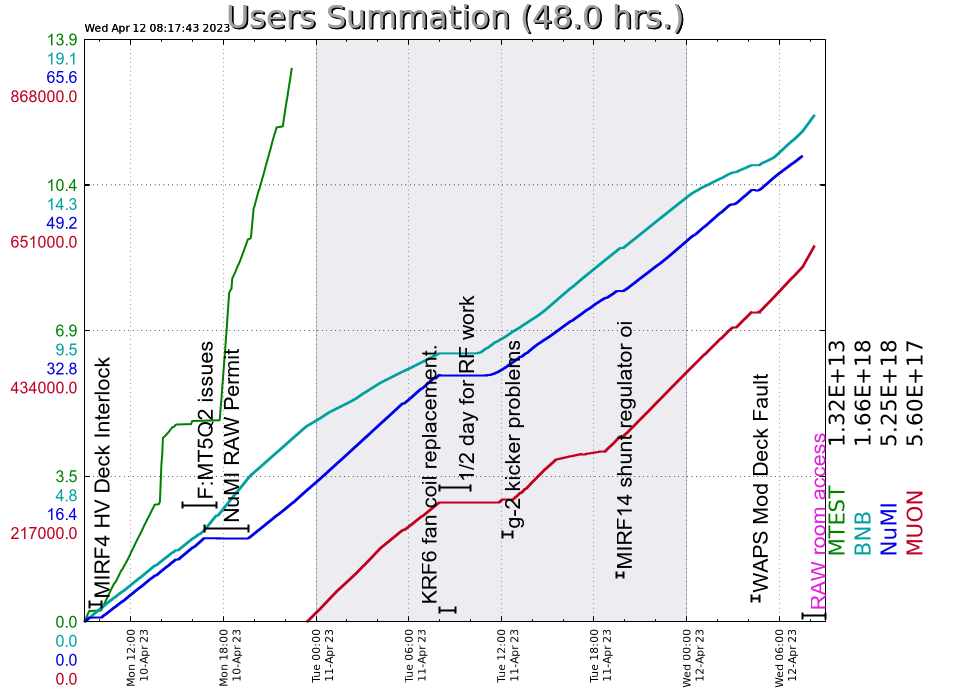 Users Summation (48.0 hrs.)
Wed Apr 12 08:17:43 2023
13.9
19.1
65.6
868000.0
10.4
14.3
49.2
651000.0
6.9
9.5
32.8
434000.0
3.5
4.8
16.4
217000.0
0.0
0.0
0.0
0.0
MIRF4 HV Deck Interlock
F:MT5Q2 issues
NuMI RAW Permit
KRF6 fan coil replacement.
1/2 day for RF work
g-2 kicker problems
MIRF14 shunt regulator oi
WAPS Mod Deck Fault
RAW room access
MTEST 1.32E+13
BNB 1.66E+18
NuMI 5.25E+18
MUON 5.60E+17
Mon 12:00
10-Apr 23
Mon 18:00
10-Apr 23
Tue 00:00
11-Apr 23
Tue 06:00
11-Apr 23
Tue 12:00
11-Apr 23
Tue 18:00
11-Apr 23
Wed 00:00
12-Apr 23
Wed 06:00
12-Apr 23